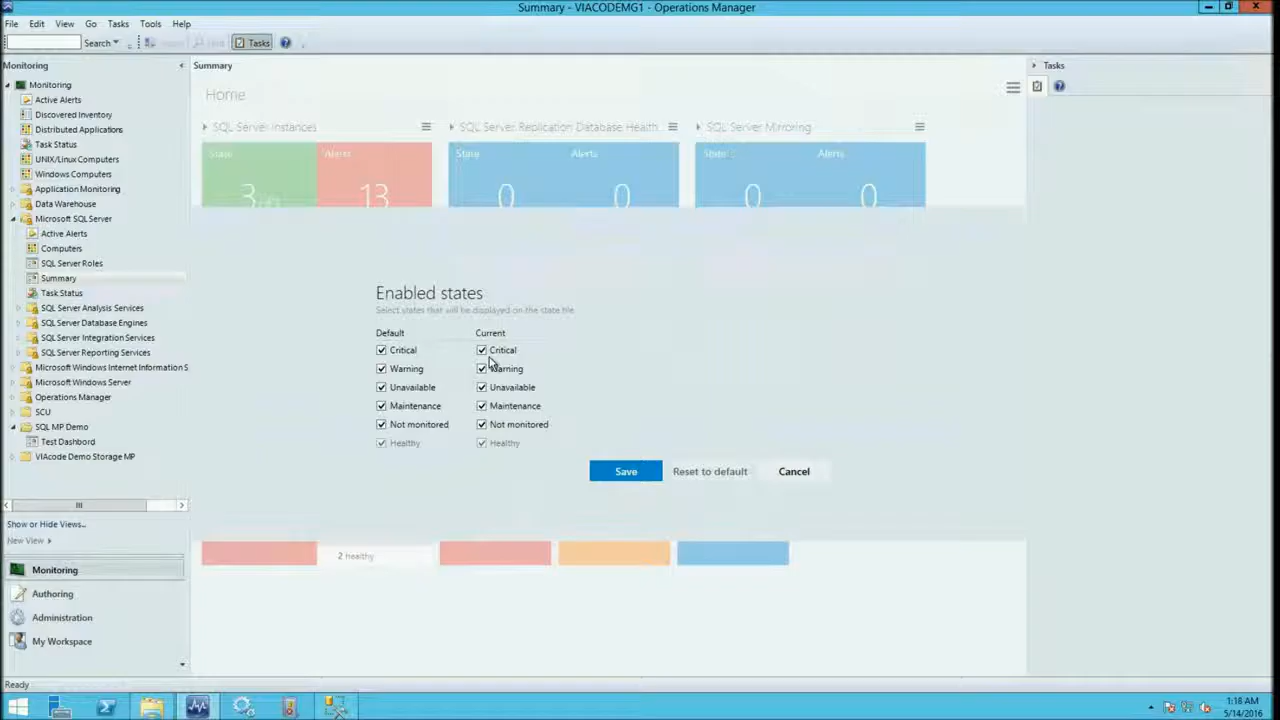 Summary - VIACODEMG1 - Operations Manager
File Edit View Go Tasks Tools Help
Search Tasks
Monitoring
Summary
Tasks
Monitoring
Active Alerts
Discovered Inventory
Distributed Applications
Task Status
UNIX/Linux Computers
Windows Computers
Application Monitoring
Data Warehouse
Microsoft SQL Server
Active Alerts
Computers
SQL Server Roles
Summary
Task Status
SQL Server Analysis Services
SQL Server Database Engines
SQL Server Integration Services
SQL Server Reporting Services
Microsoft Windows Internet Information S
Microsoft Windows Server
Operations Manager
SCU
SQL MP Demo
Test Dashbord
VIAcode Demo Storage MP
Show or Hide Views...
New View
Monitoring
Authoring
Administration
My Workspace
Home
SQL Server Instances SQL Server Replication Database Health SQL Server Mirroring
State Alerts State Alerts State Alerts
3 13 0 0 0 0
Enabled states
Select states that will be displayed on the state tile
Default Current
Critical Critical
Warning Warning
Unavailable Unavailable
Maintenance Maintenance
Not monitored Not monitored
Healthy Healthy
Save Reset to default Cancel
2 healthy
Ready
1:18 AM
5/14/2016